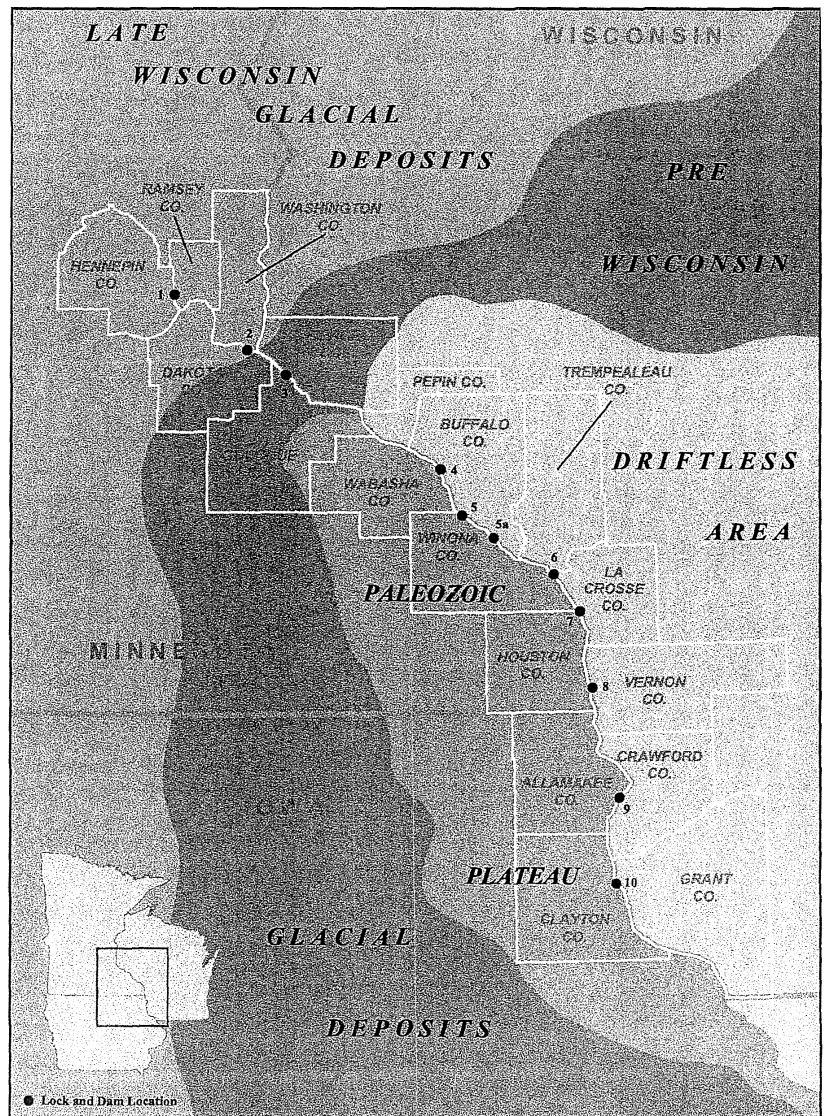 LATE
WISCONSIN
WISCONSIN
GLACIAL
DEPOSITS
PRE
WISCONSIN
RAMSEY
CO.
WASHINGTON
CO
HENNEPIN
CO.
1
2
DAKOTA
CO.
3
PEPIN CO.
TREMPEALEAU
CO.
BUFFALO
CO.
DRIFTLESS
AREA
4
WABASHA
CO.
5
5a
WINONA
CO.
6
PALEOZOIC
LA
CROSSE
CO.
7
MINNE
HOUSTON
CO.
8
VERNON
CO.
CRAWFORD
CO.
ALLAMAKEE
CO.
9
PLATEAU
10
GRANT
CO.
CLAYTON
CO.
GLACIAL
DEPOSITS
Lock and Dam Location